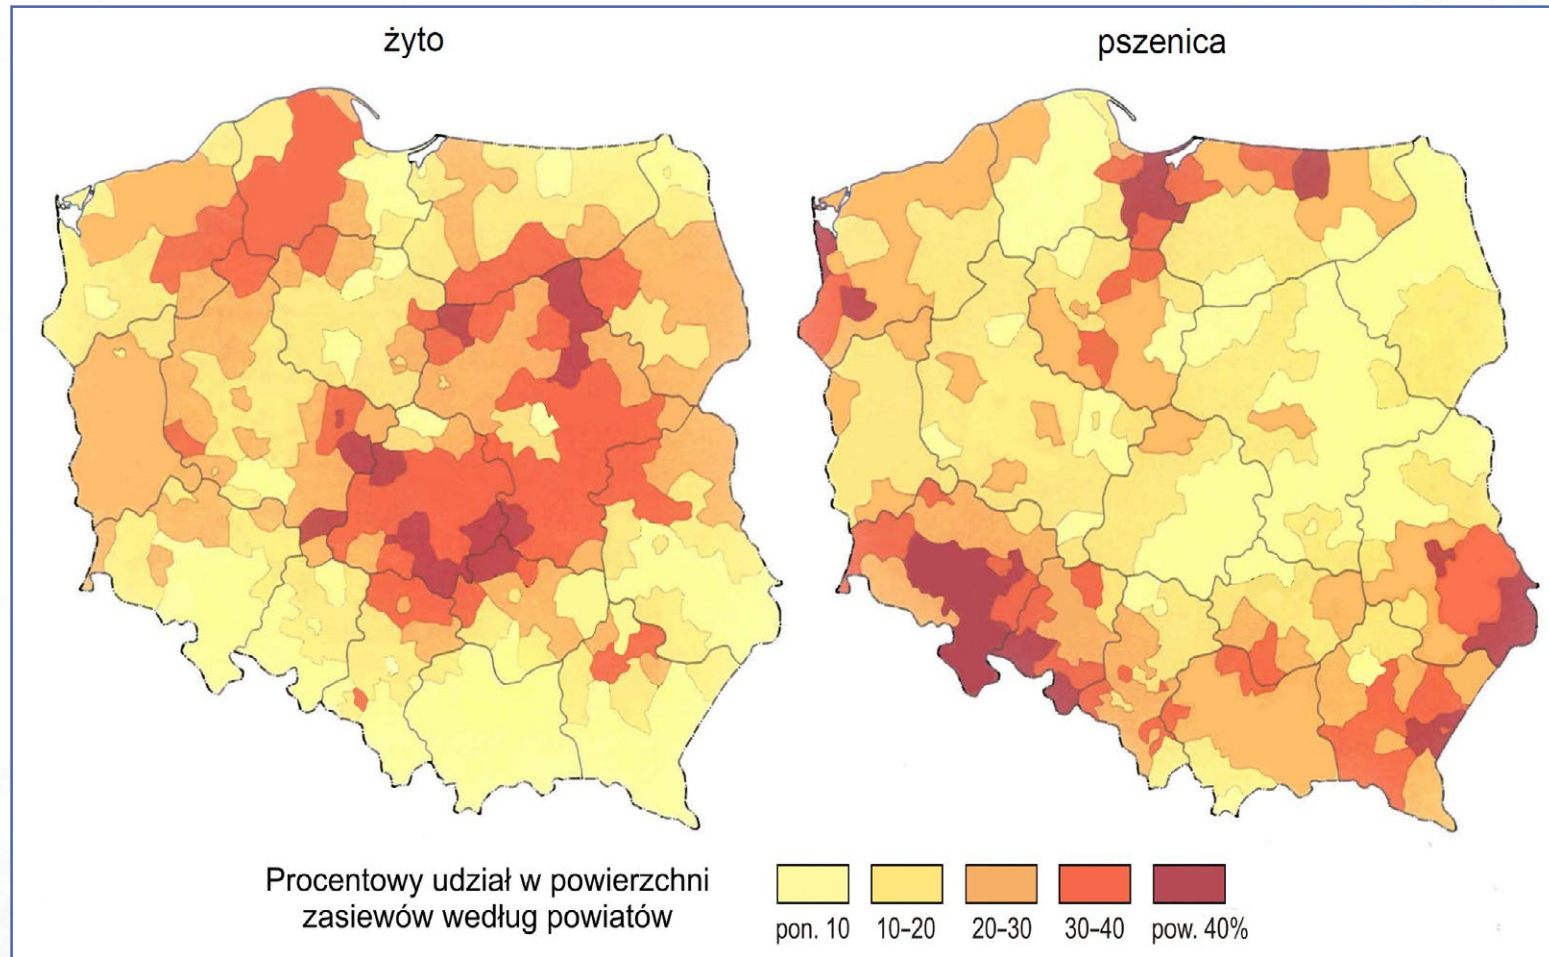 żyto
pszenica
Procentowy udział w powierzchni
zasiewów według powiatów
pon. 10
10–20
20–30
30–40
pow. 40%